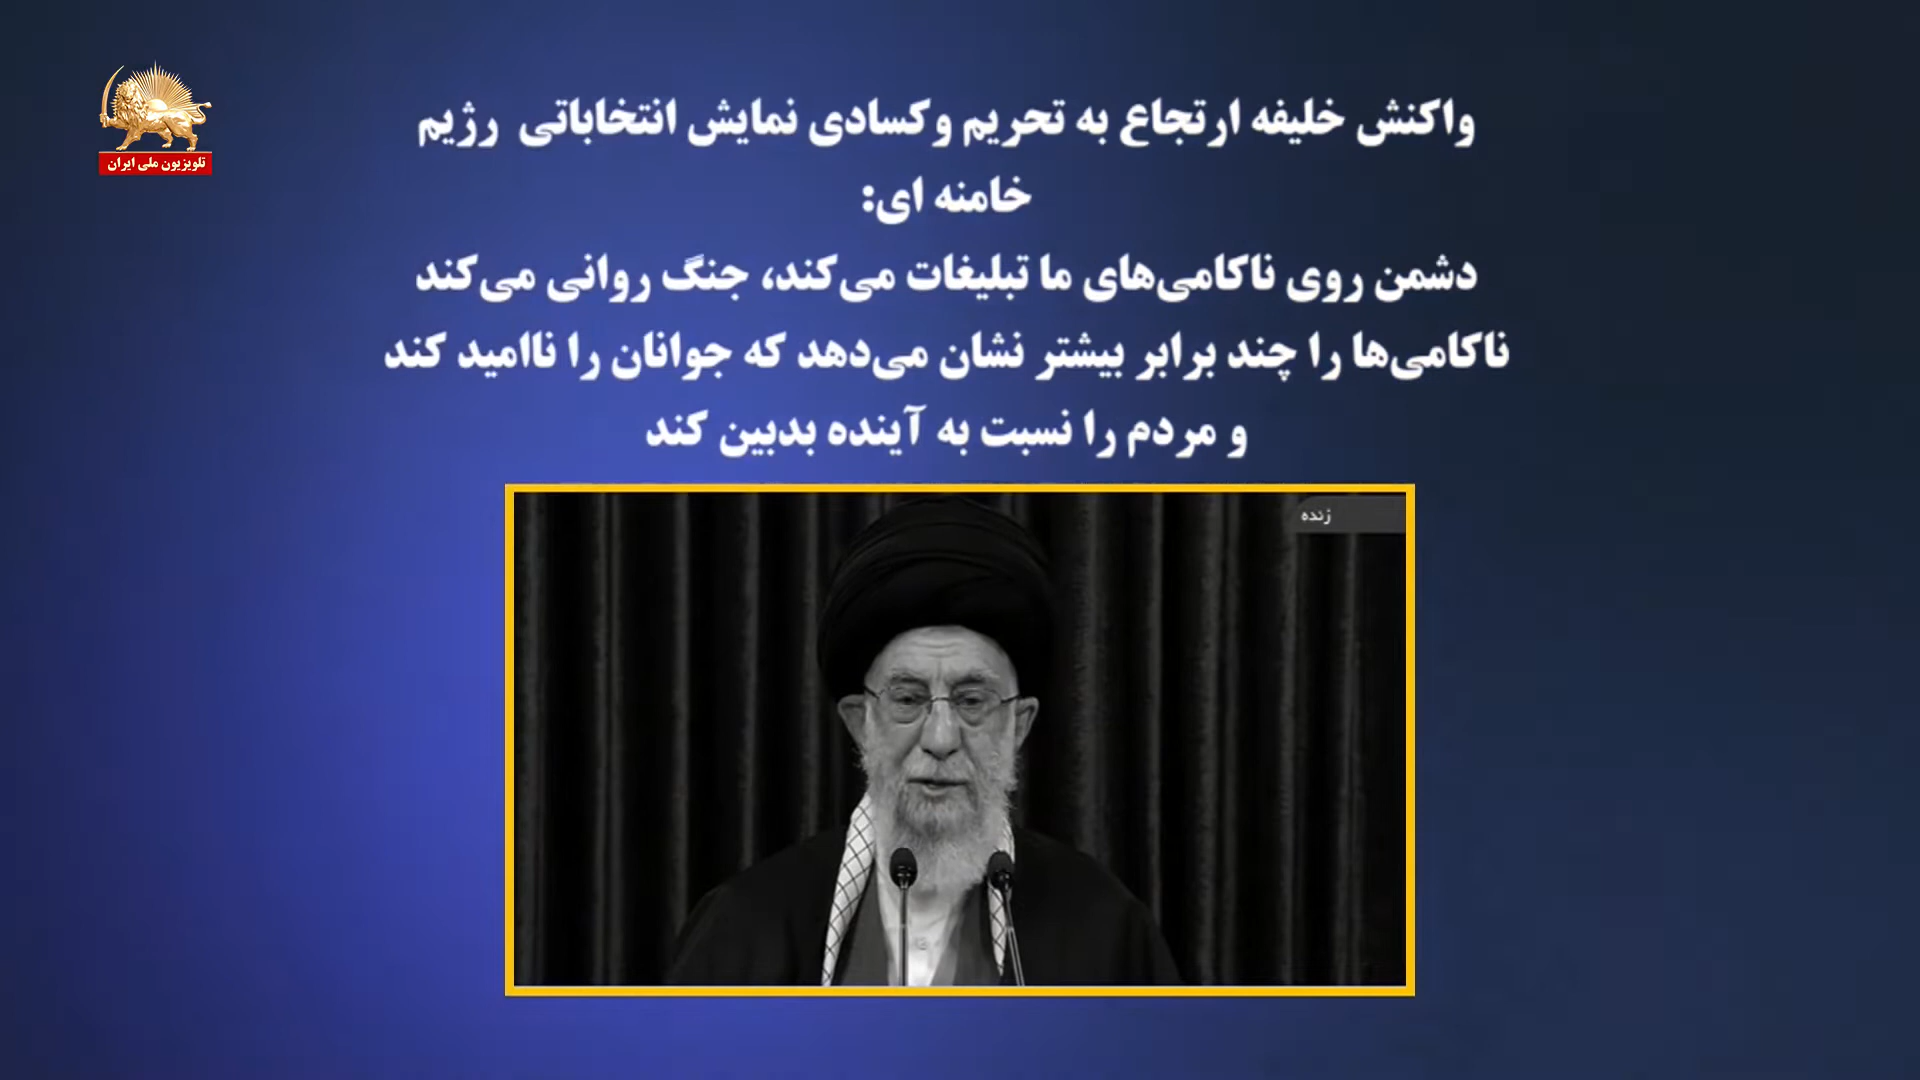 تلویزیون ملی ایران
واکنش خلیفه ارتجاع به تحریم وکسادی نمایش انتخاباتی رژیم
خامنه ای:
دشمن روی ناکامی‌های ما تبلیغات می‌کند، جنگ روانی می‌کند
ناکامی‌ها را چند برابر بیشتر نشان می‌دهد که جوانان را ناامید کند
و مردم را نسبت به آینده بدبین کند
زنده